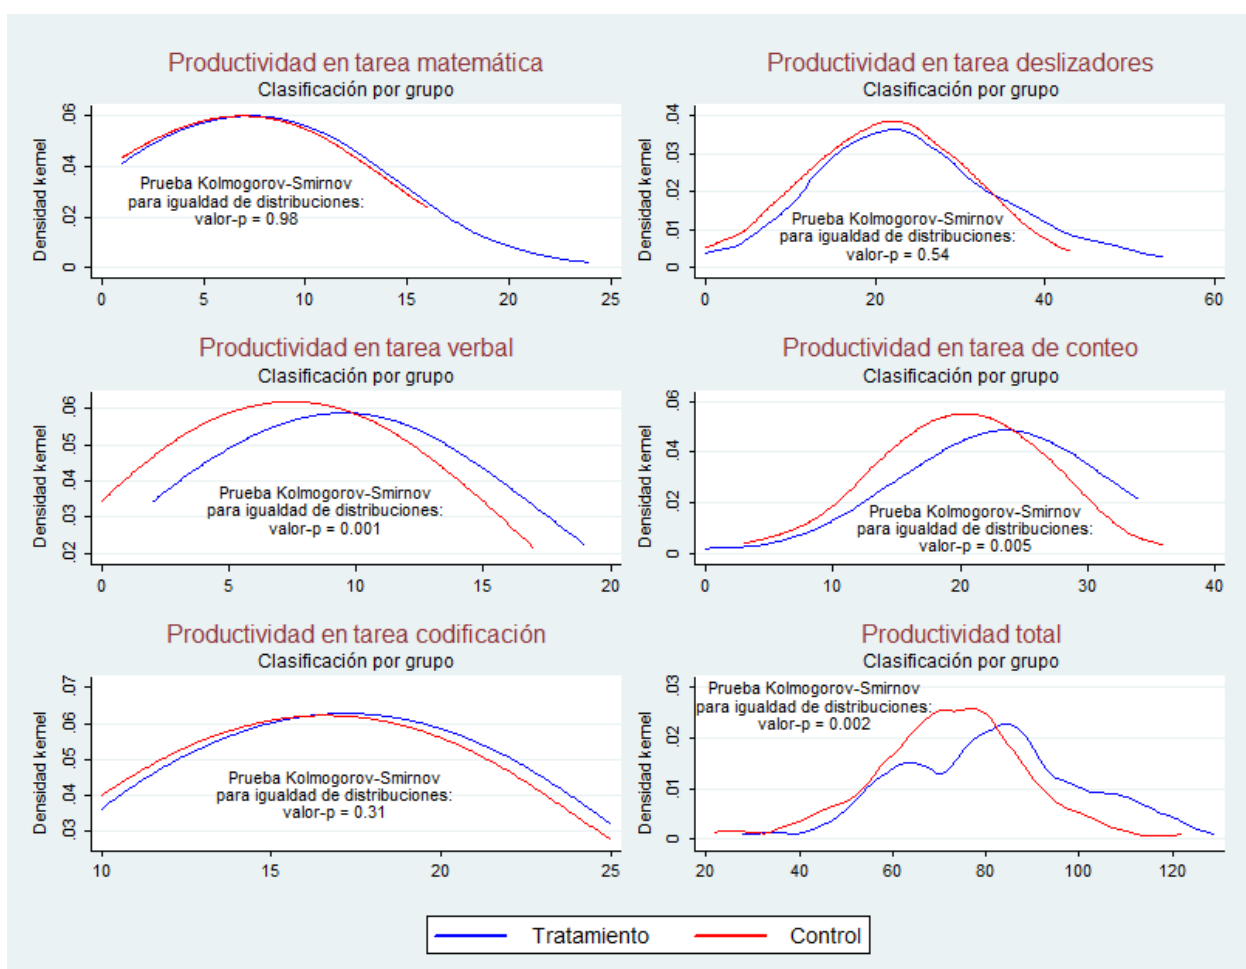 Productividad en tarea matemática
Clasificación por grupo
Densidad kernel
0 .02 .04 .06
Prueba Kolmogorov-Smirnov
para igualdad de distribuciones:
valor-p = 0.98
0 5 10 15 20 25
Productividad en tarea deslizadores
Clasificación por grupo
Densidad kernel
0 .01 .02 .03 .04
Prueba Kolmogorov-Smirnov
para igualdad de distribuciones:
valor-p = 0.54
0 20 40 60
Productividad en tarea verbal
Clasificación por grupo
Densidad kernel
.02 .03 .04 .05 .06
Prueba Kolmogorov-Smirnov
para igualdad de distribuciones:
valor-p = 0.001
0 5 10 15 20
Productividad en tarea de conteo
Clasificación por grupo
Densidad kernel
0 .02 .04 .06
Prueba Kolmogorov-Smirnov
para igualdad de distribuciones:
valor-p = 0.005
0 10 20 30 40
Productividad en tarea codificación
Clasificación por grupo
Densidad kernel
.03 .04 .05 .06 .07
Prueba Kolmogorov-Smirnov
para igualdad de distribuciones:
valor-p = 0.31
10 15 20 25
Productividad total
Clasificación por grupo
Densidad kernel
0 .01 .02 .03
Prueba Kolmogorov-Smirnov
para igualdad de distribuciones:
valor-p = 0.002
20 40 60 80 100 120
Tratamiento Control